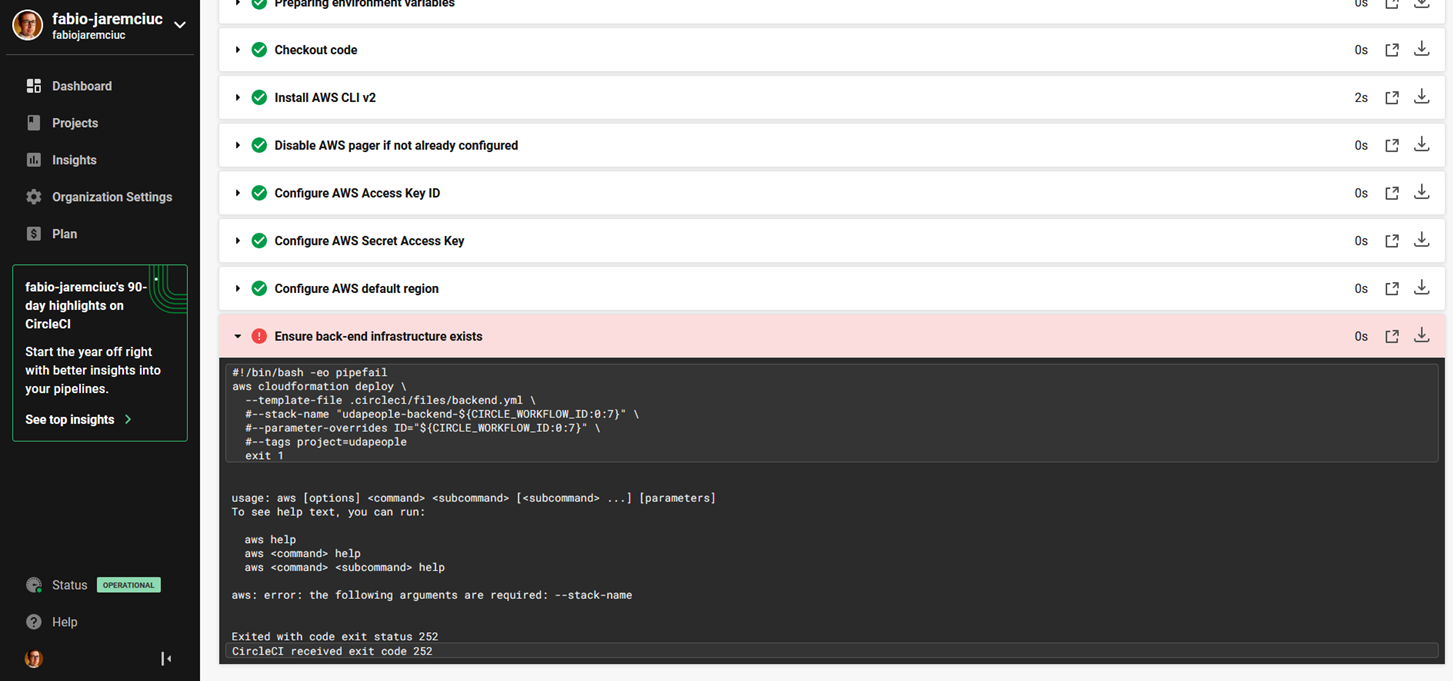 fabio-jaremciuc
fabiojaremciuc
Dashboard
Projects
Insights
Organization Settings
Plan
fabio-jaremciuc's 90-
day highlights on
CircleCI
Start the year off right
with better insights into
your pipelines.
See top insights
Status OPERATIONAL
Help
Preparing environment variables 0s
Checkout code 0s
Install AWS CLI v2 2s
Disable AWS pager if not already configured 0s
Configure AWS Access Key ID 0s
Configure AWS Secret Access Key 0s
Configure AWS default region 0s
Ensure back-end infrastructure exists 0s
#!/bin/bash -eo pipefail
aws cloudformation deploy \
  --template-file .circleci/files/backend.yml \
  #--stack-name "udapeople-backend-${CIRCLE_WORKFLOW_ID:0:7}" \
  #--parameter-overrides ID="${CIRCLE_WORKFLOW_ID:0:7}" \
  #--tags project=udapeople
  exit 1
usage: aws [options] <command> <subcommand> [<subcommand> ...] [parameters]
To see help text, you can run:
  aws help
  aws <command> help
  aws <command> <subcommand> help
aws: error: the following arguments are required: --stack-name
Exited with code exit status 252
CircleCI received exit code 252